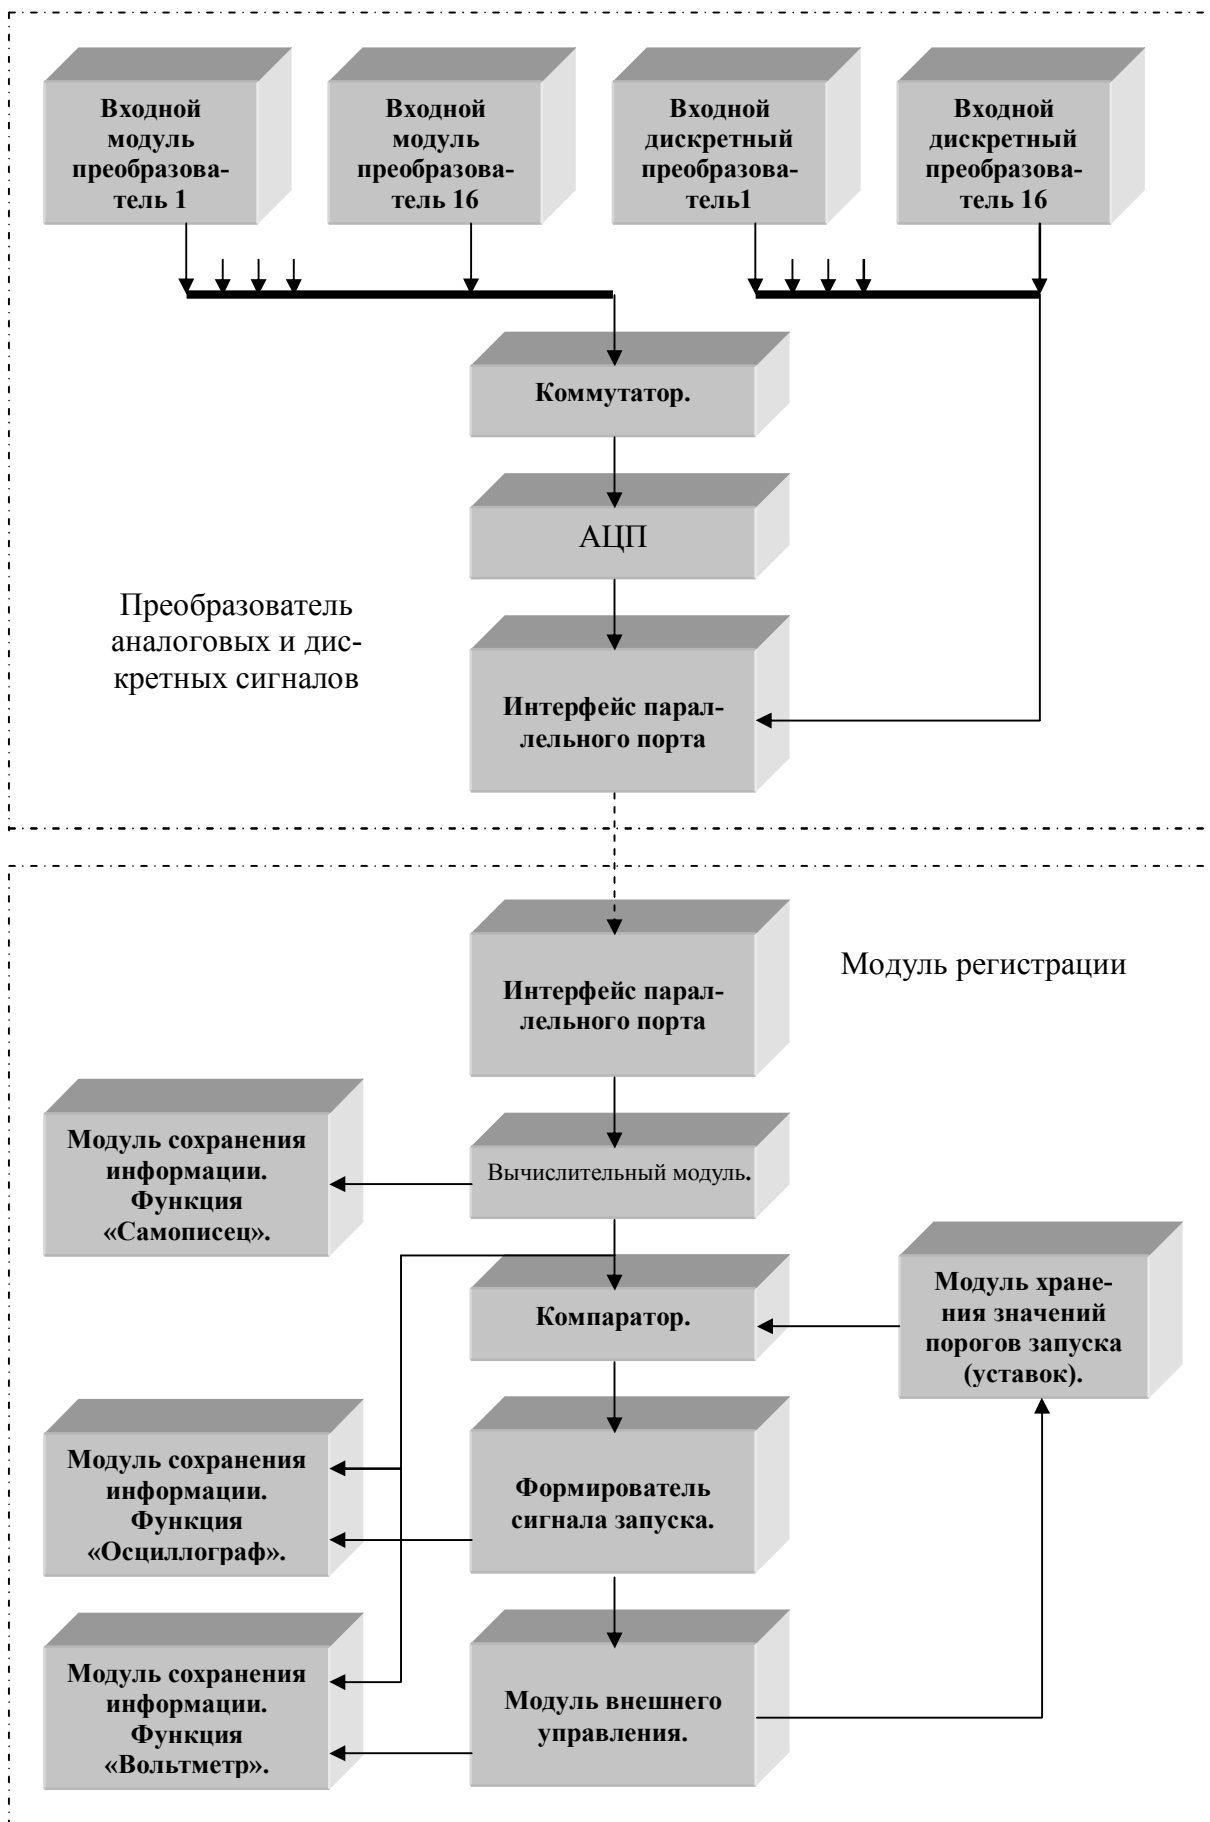 Входной
модуль
преобразова-
тель 1
Входной
модуль
преобразова-
тель 16
Входной
дискретный
преобразова-
тель1
Входной
дискретный
преобразова-
тель 16
Коммутатор.
АЦП
Преобразователь
аналоговых и дис-
кретных сигналов
Интерфейс парал-
лельного порта
Модуль регистрации
Интерфейс парал-
лельного порта
Модуль сохранения
информации.
Функция
«Самописец».
Вычислительный модуль.
Компаратор.
Модуль хране-
ния значений
порогов запуска
(уставок).
Модуль сохранения
информации.
Функция
«Осциллограф».
Формирователь
сигнала запуска.
Модуль сохранения
информации.
Функция
«Вольтметр».
Модуль внешнего
управления.